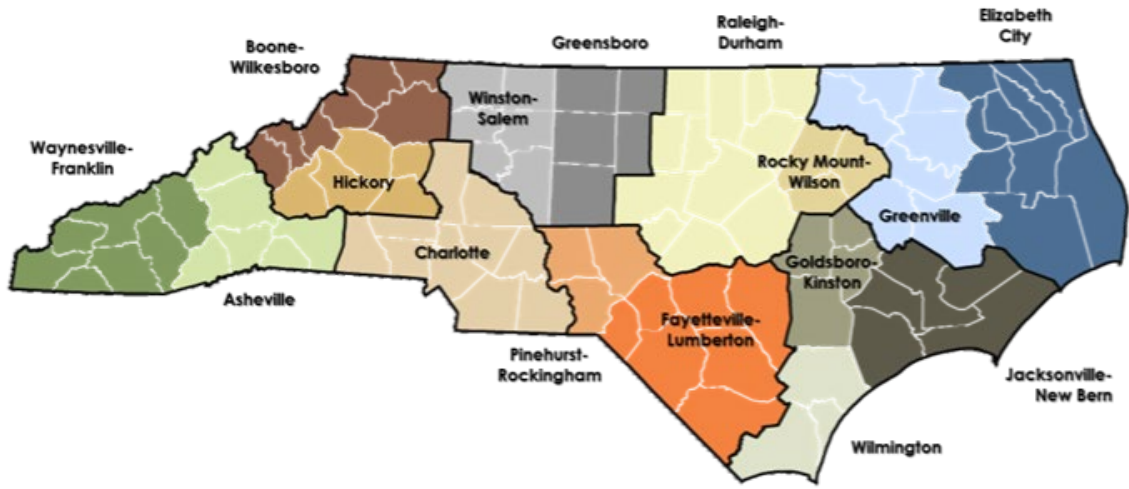 Elizabeth
City
Raleigh-
Durham
Greensboro
Boone-
Wilkesboro
Winston-
Salem
Waynesville-
Franklin
Rocky Mount-
Wilson
Hickory
Greenville
Charlotte
Goldsboro-
Kinston
Asheville
Fayetteville-
Lumberton
Pinehurst-
Rockingham
Jacksonville-
New Bern
Wilmington